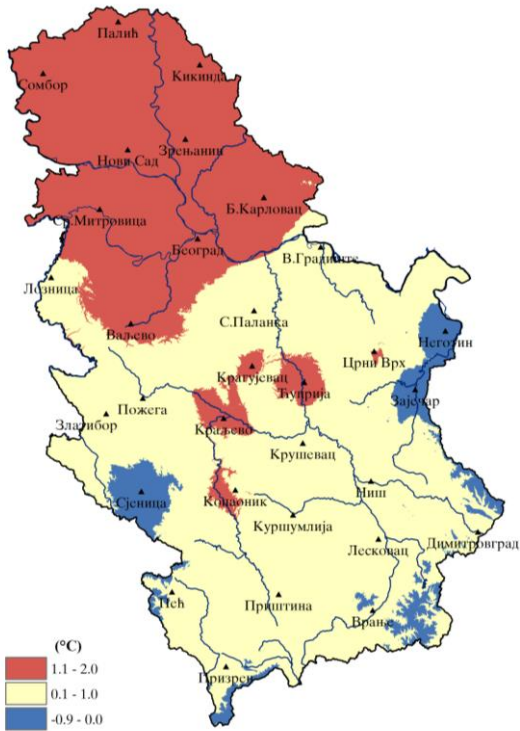 Палић
Кикинда
Сомбор
Зрењанин
Нови Сад
Б.Карловац
Митровица
Београд
В.Градиште
Лозница
С.Паланка
Ваљево
Неготин
Црни Врх
Крагујевац
Зајечар
Ћуприја
Пожега
Златибор
Краљево
Крушевац
Ниш
Сјеница
Копаоник
Куршумлија
Димитровград
Лесковац
Пећ
Приштина
Врање
Призрен
(°C)
1.1 - 2.0
0.1 - 1.0
-0.9 - 0.0